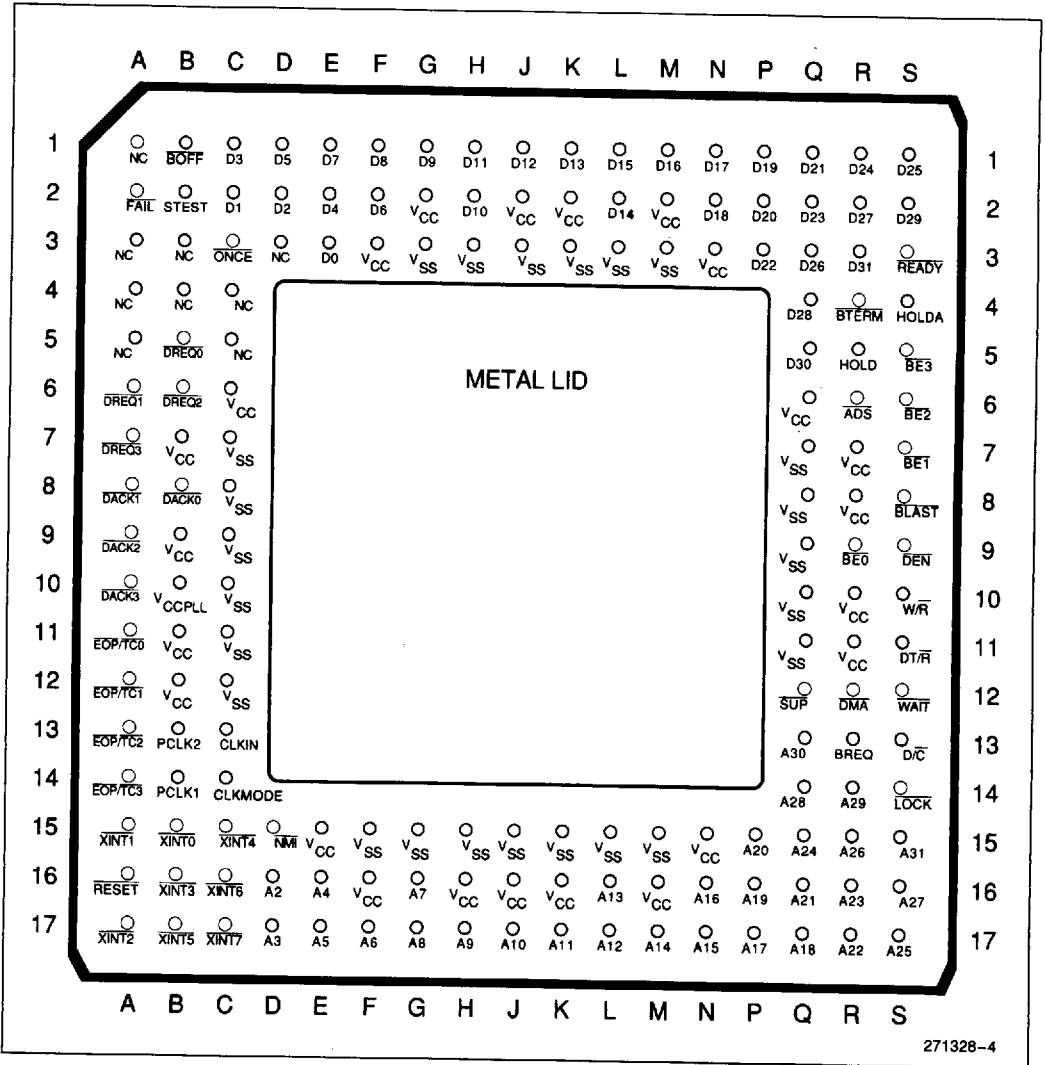 A B C D E F G H J K L M N P Q R S
1 NC BOFF D3 D5 D7 D8 D9 D11 D12 D13 D15 D16 D17 D19 D21 D24 D25 1
2 FAIL STEST D1 D2 D4 D6 VCC D10 VCC VCC D14 VCC D18 D20 D23 D27 D29 2
3 NC NC ONCE NC D0 VCC VSS VSS VSS VSS VSS VSS VCC D22 D26 D31 READY 3
4 NC NC NC D28 BTERM HOLDA 4
5 NC DREQ0 NC D30 HOLD BE3 5
METAL LID
6 DREQ1 DREQ2 VCC VCC ADS BE2 6
7 DREQ3 VCC VSS VSS VCC BE1 7
8 DACK1 DACK0 VSS VSS VCC BLAST 8
9 DACK2 VCC VSS VSS BE0 DEN 9
10 DACK3 VCCPLL VSS VSS VCC W/R 10
11 EOP/TC0 VCC VSS VSS VCC DT/R 11
12 EOP/TC1 VCC VSS SUP DMA WAIT 12
13 EOP/TC2 PCLK2 CLKIN A30 BREQ D/C 13
14 EOP/TC3 PCLK1 CLKMODE A28 A29 LOCK 14
15 XINT1 XINT0 XINT4 NMI VCC VSS VSS VSS VSS VSS VSS VSS VCC A20 A24 A26 A31 15
16 RESET XINT3 XINT6 A2 A4 VCC A7 VCC VCC VCC A13 VCC A16 A19 A21 A23 A27 16
17 XINT2 XINT5 XINT7 A3 A5 A6 A8 A9 A10 A11 A12 A14 A15 A17 A18 A22 A25 17
A B C D E F G H J K L M N P Q R S
271328-4